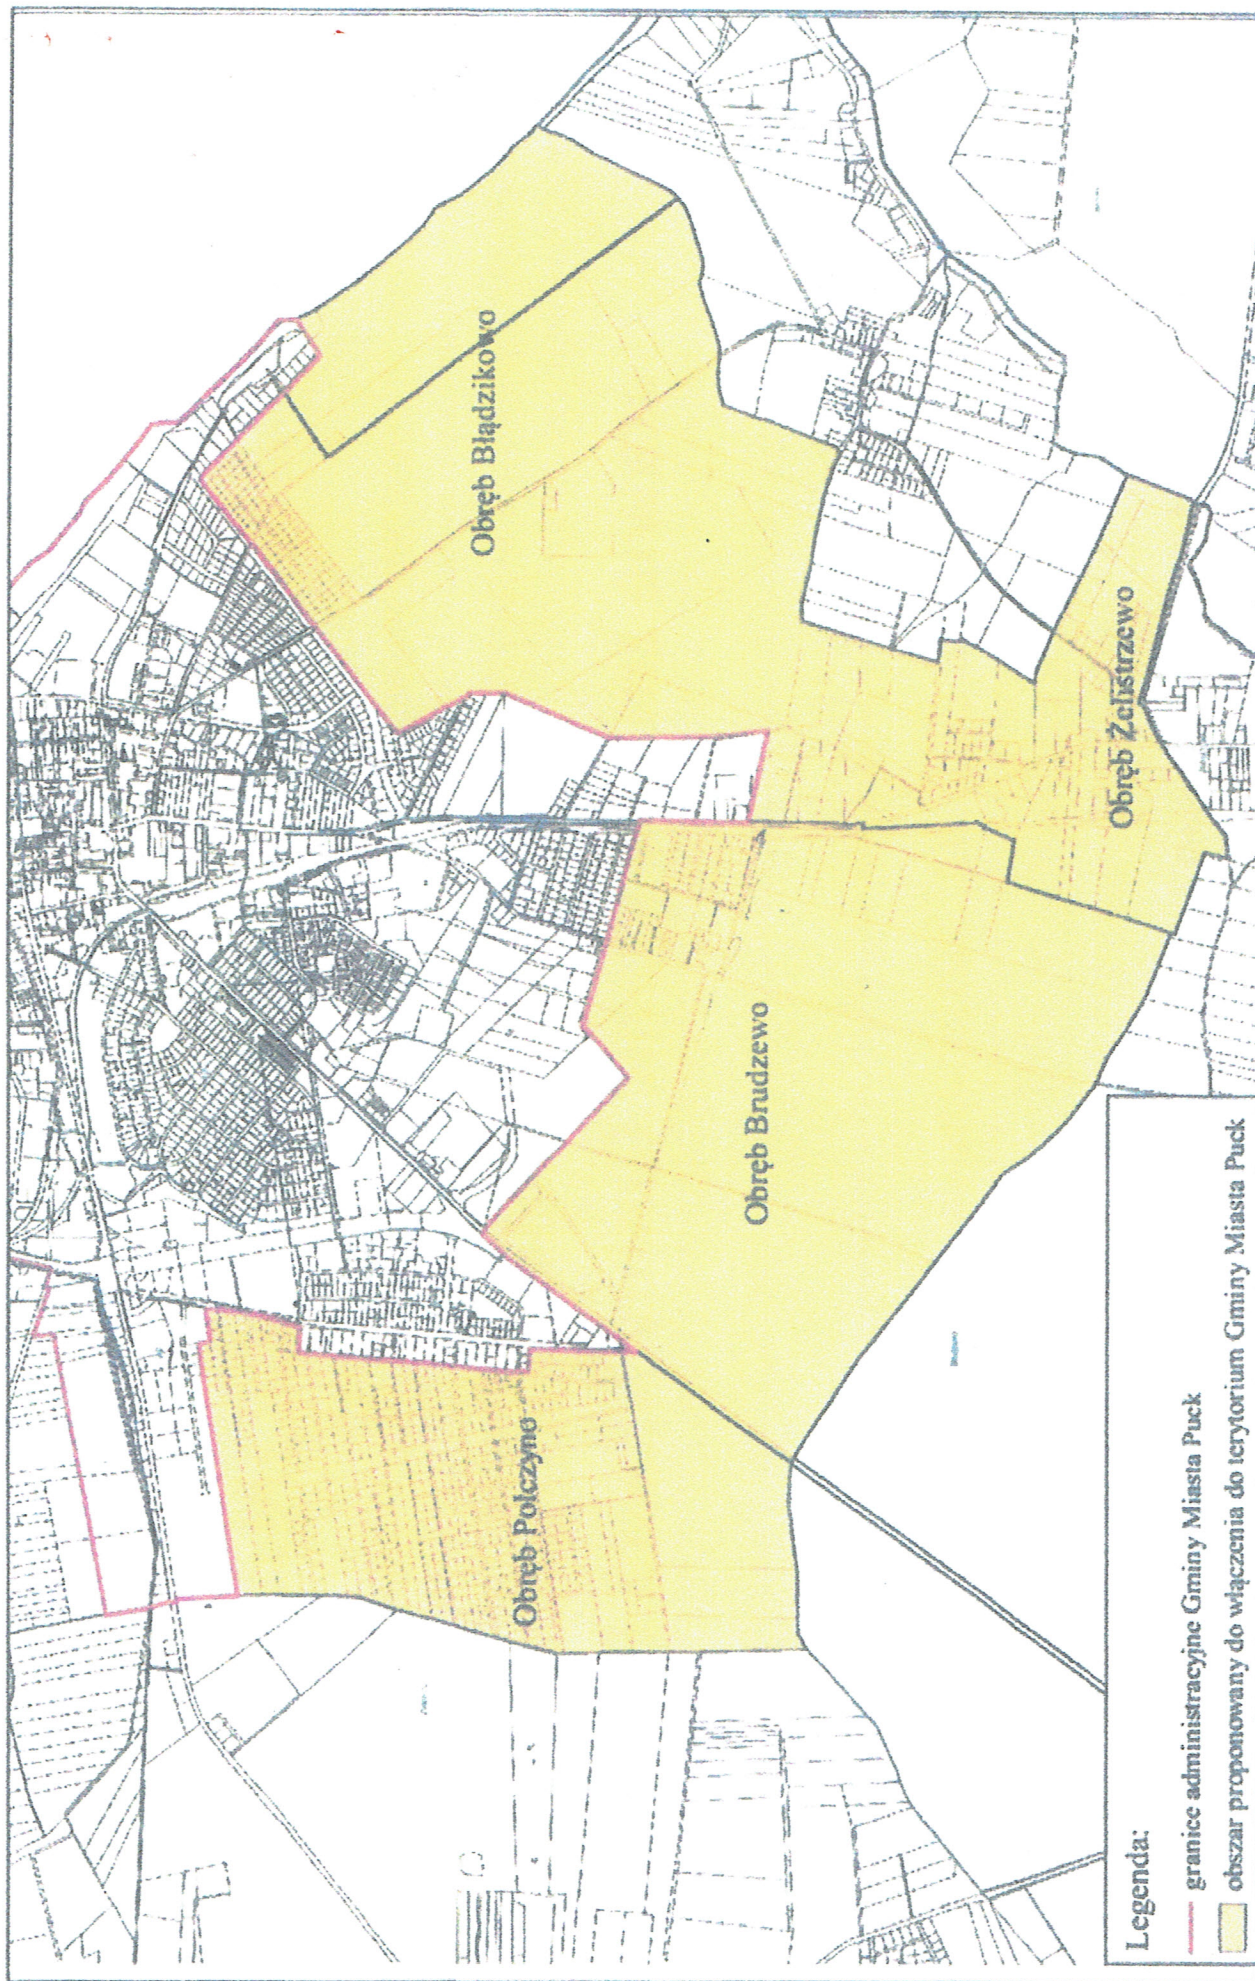 Obręb Połczyno
Obręb Brudzewo
Obręb Błądzikowo
Obręb Żelistrzewo
Legenda:
granice administracyjne Gminy Miasta Puck
obszar proponowany do włączenia do terytorium Gminy Miasta Puck